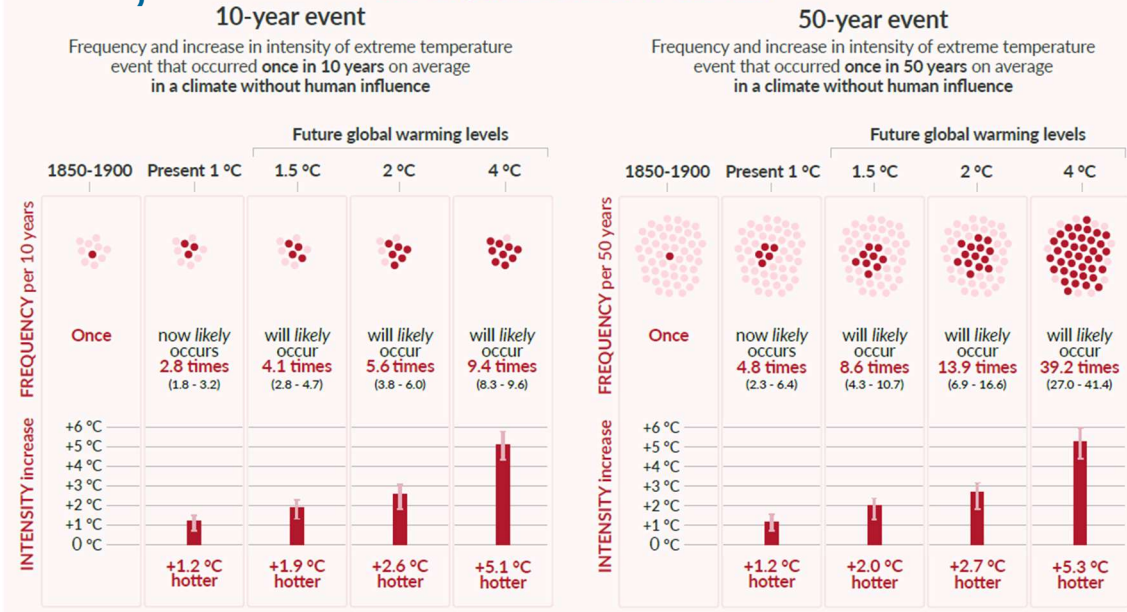 10-year event
Frequency and increase in intensity of extreme temperature
event that occurred once in 10 years on average
in a climate without human influence
Future global warming levels
1850-1900 Present 1 °C 1.5 °C 2 °C 4 °C
FREQUENCY per 10 years
Once
now likely occurs 2.8 times (1.8 - 3.2)
will likely occur 4.1 times (2.8 - 4.7)
will likely occur 5.6 times (3.8 - 6.0)
will likely occur 9.4 times (8.3 - 9.6)
INTENSITY increase
+6 °C
+5 °C
+4 °C
+3 °C
+2 °C
+1 °C
0 °C
+1.2 °C hotter
+1.9 °C hotter
+2.6 °C hotter
+5.1 °C hotter
50-year event
Frequency and increase in intensity of extreme temperature
event that occurred once in 50 years on average
in a climate without human influence
Future global warming levels
1850-1900 Present 1 °C 1.5 °C 2 °C 4 °C
FREQUENCY per 50 years
Once
now likely occurs 4.8 times (2.3 - 6.4)
will likely occur 8.6 times (4.3 - 10.7)
will likely occur 13.9 times (6.9 - 16.6)
will likely occur 39.2 times (27.0 - 41.4)
INTENSITY increase
+6 °C
+5 °C
+4 °C
+3 °C
+2 °C
+1 °C
0 °C
+1.2 °C hotter
+2.0 °C hotter
+2.7 °C hotter
+5.3 °C hotter